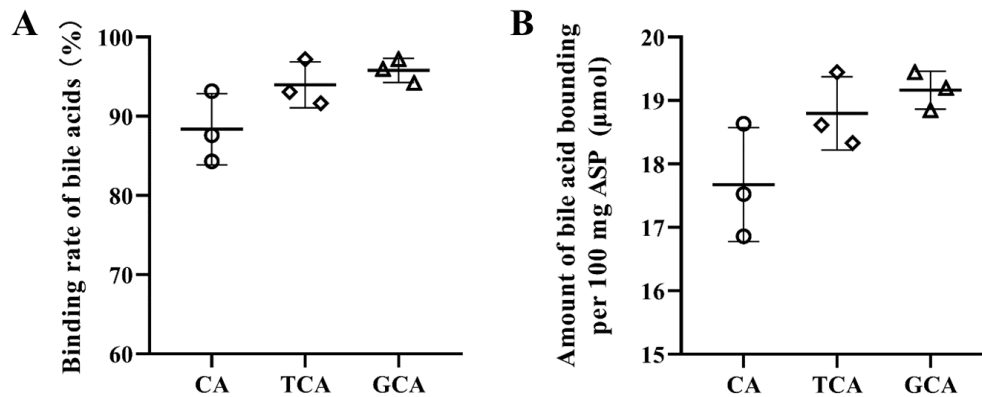 A
Binding rate of bile acids (%)
100
90
80
70
60
CA TCA GCA
B
Amount of bile acid bounding
per 100 mg ASP (μmol)
20
19
18
17
16
15
CA TCA GCA